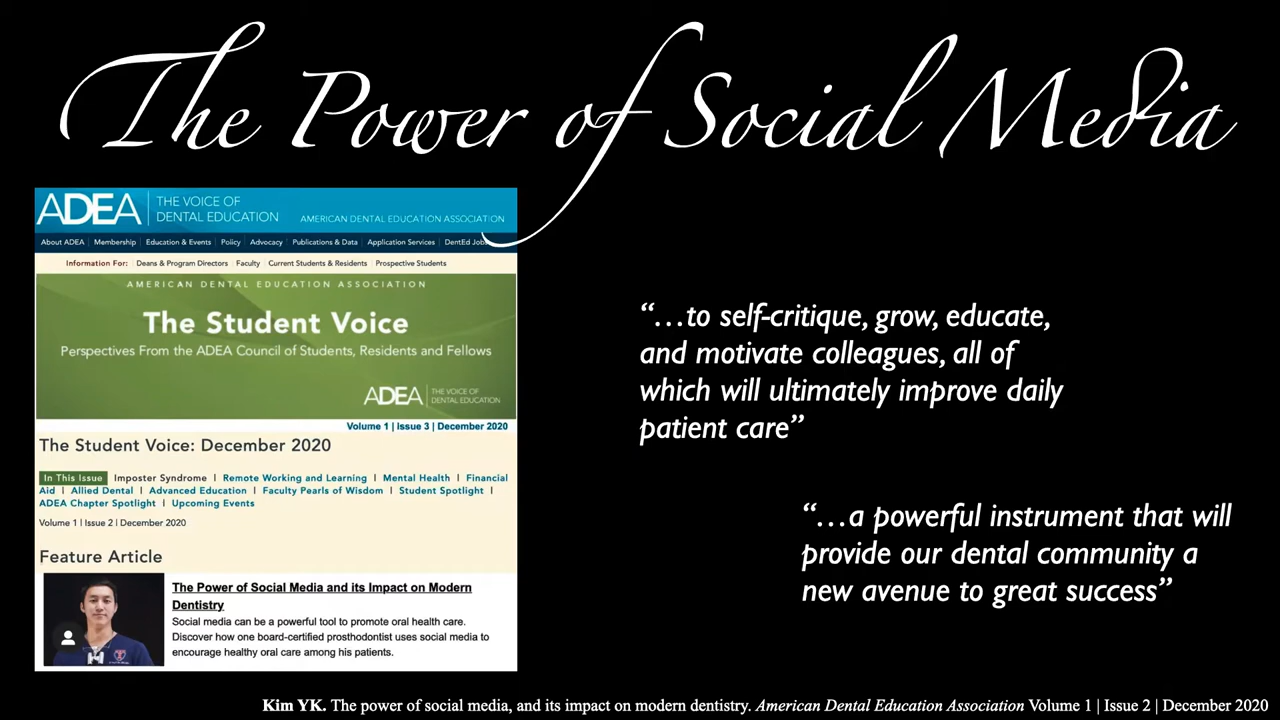 The Power of Social Media
ADEA THE VOICE OF
DENTAL EDUCATION
AMERICAN DENTAL EDUCATION ASSOCIATION
About ADEA | Membership | Education & Events | Policy | Advocacy | Publications & Data | Application Services | DentEd Jobs
Information For: Deans & Program Directors | Faculty | Current Students & Residents | Prospective Students
AMERICAN DENTAL EDUCATION ASSOCIATION
The Student Voice
Perspectives From the ADEA Council of Students, Residents and Fellows
ADEA THE VOICE OF
DENTAL EDUCATION
Volume 1 | Issue 3 | December 2020
The Student Voice: December 2020
In This Issue Imposter Syndrome | Remote Working and Learning | Mental Health | Financial
Aid | Allied Dental | Advanced Education | Faculty Pearls of Wisdom | Student Spotlight |
ADEA Chapter Spotlight | Upcoming Events
Volume 1 | Issue 2 | December 2020
Feature Article
The Power of Social Media and its Impact on Modern
Dentistry
Social media can be a powerful tool to promote oral health care.
Discover how one board-certified prosthodontist uses social media to
encourage healthy oral care among his patients.
“…to self-critique, grow, educate,
and motivate colleagues, all of
which will ultimately improve daily
patient care”
“…a powerful instrument that will
provide our dental community a
new avenue to great success”
Kim YK. The power of social media, and its impact on modern dentistry. American Dental Education Association Volume 1 | Issue 2 | December 2020